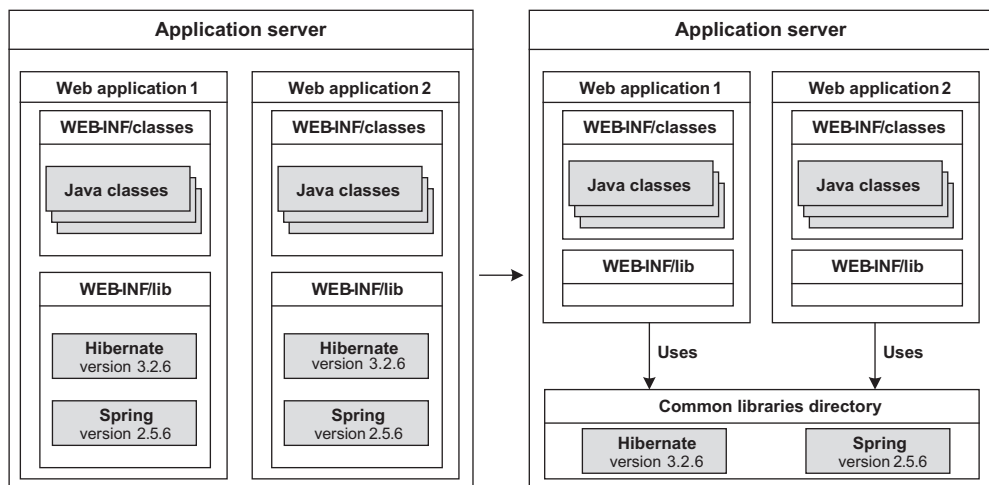 Application server
Web application 1
WEB-INF/classes
Java classes
WEB-INF/lib
Hibernate
version 3.2.6
Spring
version 2.5.6
Web application 2
WEB-INF/classes
Java classes
WEB-INF/lib
Hibernate
version 3.2.6
Spring
version 2.5.6
Application server
Web application 1
WEB-INF/classes
Java classes
WEB-INF/lib
Uses
Web application 2
WEB-INF/classes
Java classes
WEB-INF/lib
Uses
Common libraries directory
Hibernate
version 3.2.6
Spring
version 2.5.6